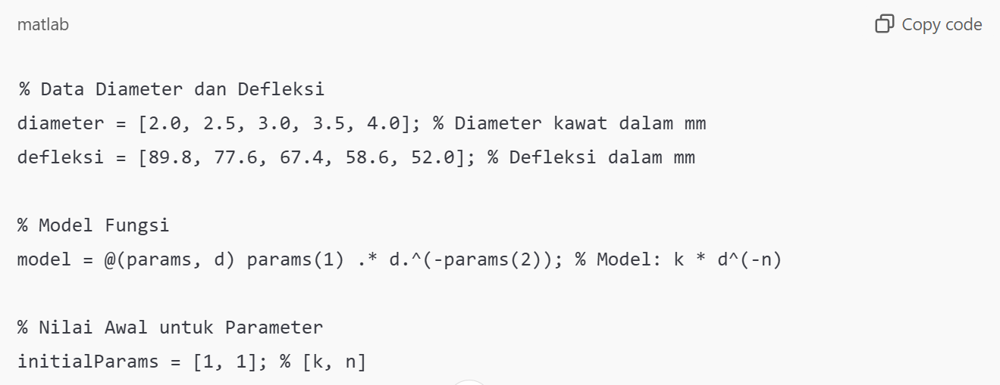 matlab
Copy code
% Data Diameter dan Defleksi
diameter = [2.0, 2.5, 3.0, 3.5, 4.0]; % Diameter kawat dalam mm
defleksi = [89.8, 77.6, 67.4, 58.6, 52.0]; % Defleksi dalam mm
% Model Fungsi
model = @(params, d) params(1) .* d.^(-params(2)); % Model: k * d^(-n)
% Nilai Awal untuk Parameter
initialParams = [1, 1]; % [k, n]